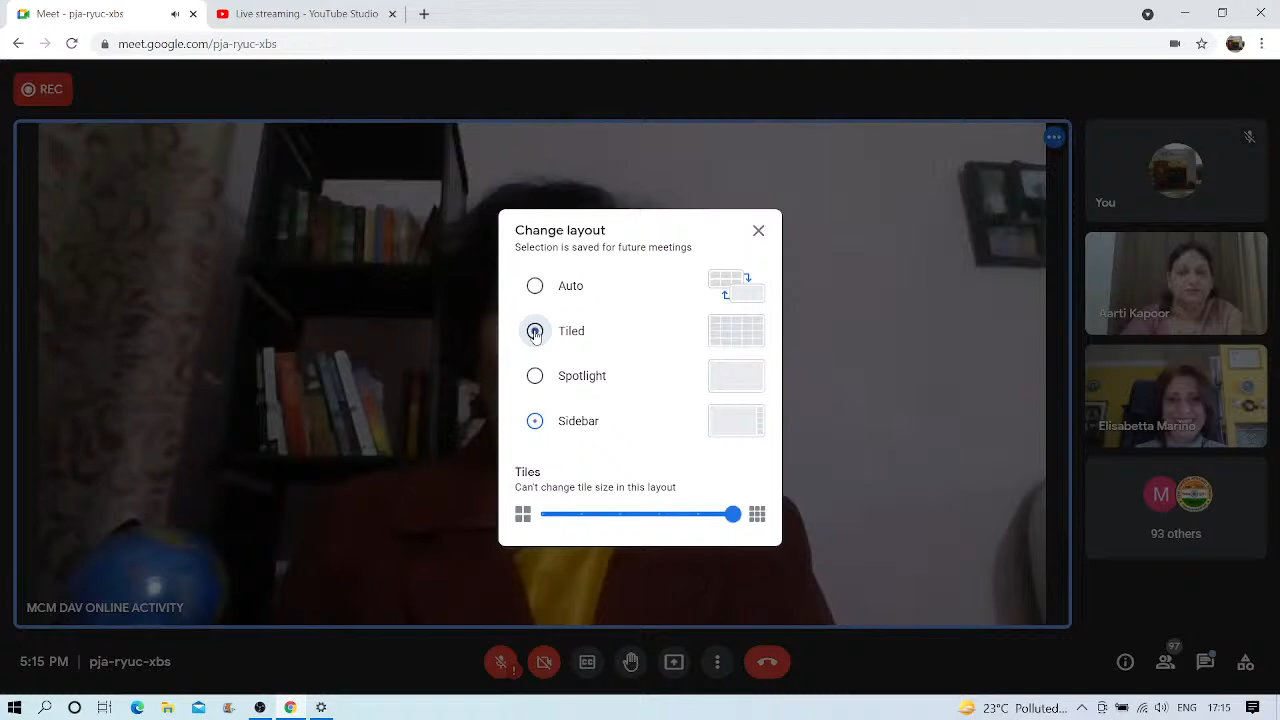 Meet - pja-ryuc-xbs
Live streaming - YouTube Studio
meet.google.com/pja-ryuc-xbs
REC
Change layout
Selection is saved for future meetings
Auto
Tiled
Spotlight
Sidebar
Tiles
Can't change tile size in this layout
You
Aarti Kapoor
Elisabetta Marino
M
93 others
MCM DAV ONLINE ACTIVITY
5:15 PM | pja-ryuc-xbs
CC
97
23°C Polluted...
ENG
17:15